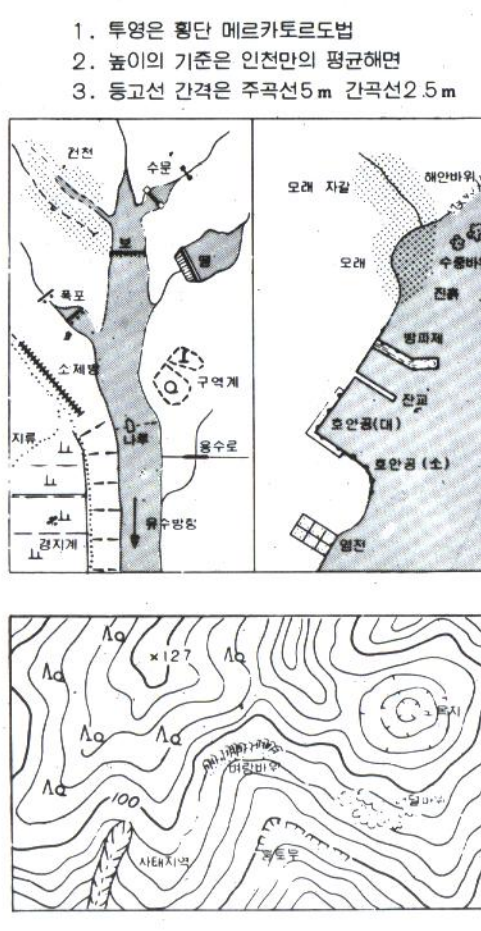 1. 투영은 횡단 메르카토르도법
2. 높이의 기준은 인천만의 평균해면
3. 등고선 간격은 주곡선5m 간곡선2.5m
건천
수문
보
댐
폭포
소제방
구역계
나루
지류
용수로
유수방향
경지계
모래 자갈
해안바위
모래
수중바위
진흙
방파제
잔교
호안공(대)
호안공(소)
염전
×127
요지
벼랑바위
100
돌바위
사태지역
흙토부